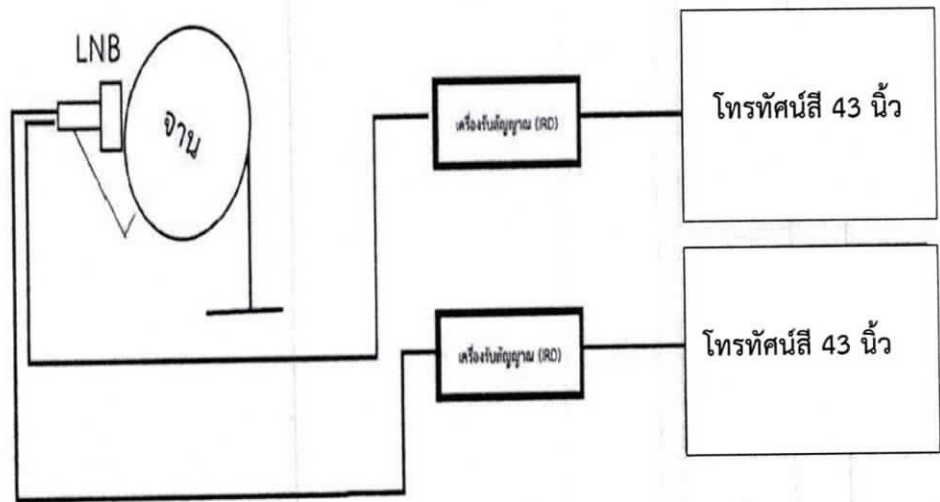 LNB
จาน
เครื่องรับสัญญาณ (IRD)
โทรทัศน์สี 43 นิ้ว
เครื่องรับสัญญาณ (IRD)
โทรทัศน์สี 43 นิ้ว